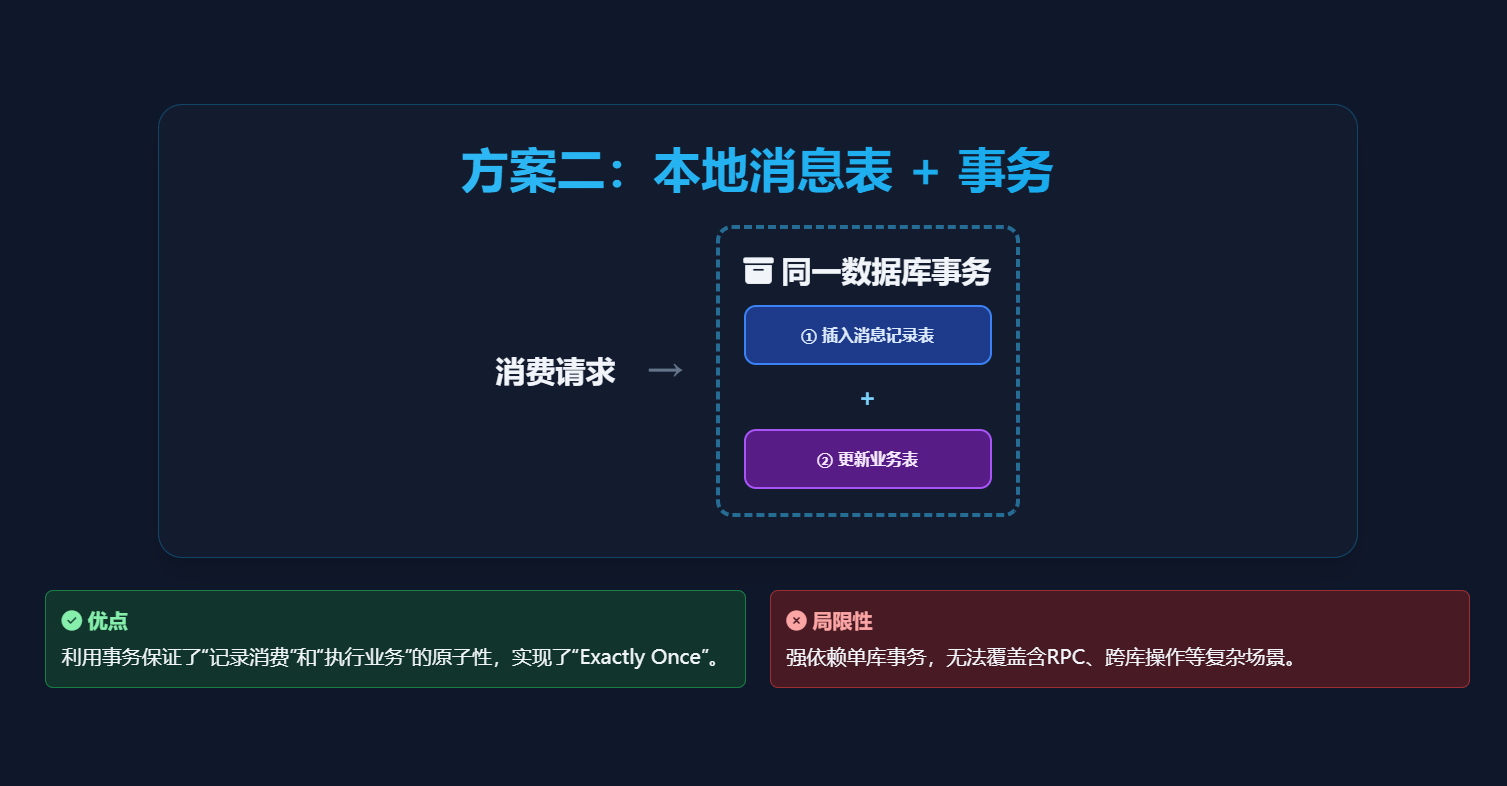 方案二：本地消息表 + 事务
同一数据库事务
① 插入消息记录表
消费请求 →
+
② 更新业务表
优点
利用事务保证了“记录消费”和“执行业务”的原子性，实现了“Exactly Once”。
局限性
强依赖单库事务，无法覆盖含RPC、跨库操作等复杂场景。